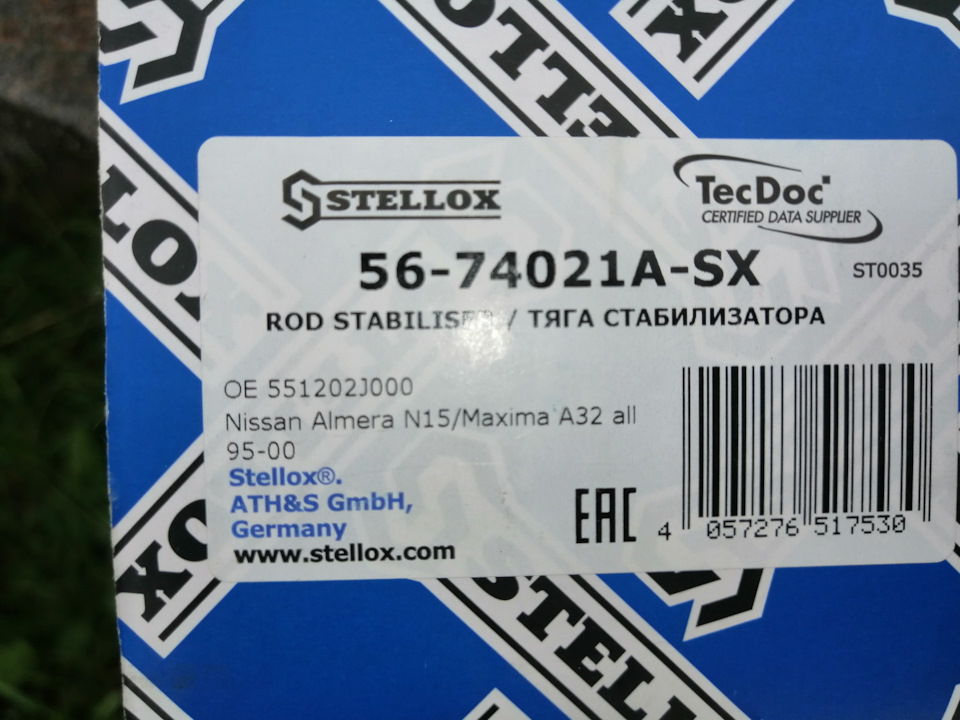 STELLOX
TecDoc
CERTIFIED DATA SUPPLIER
56-74021A-SX
ST0035
ROD STABILISER / ТЯГА СТАБИЛИЗАТОРА
OE 551202J000
Nissan Almera N15/Maxima A32 all
95-00
Stellox®.
ATH&S GmbH,
Germany
www.stellox.com
EAC
4 057276 517530
STELL